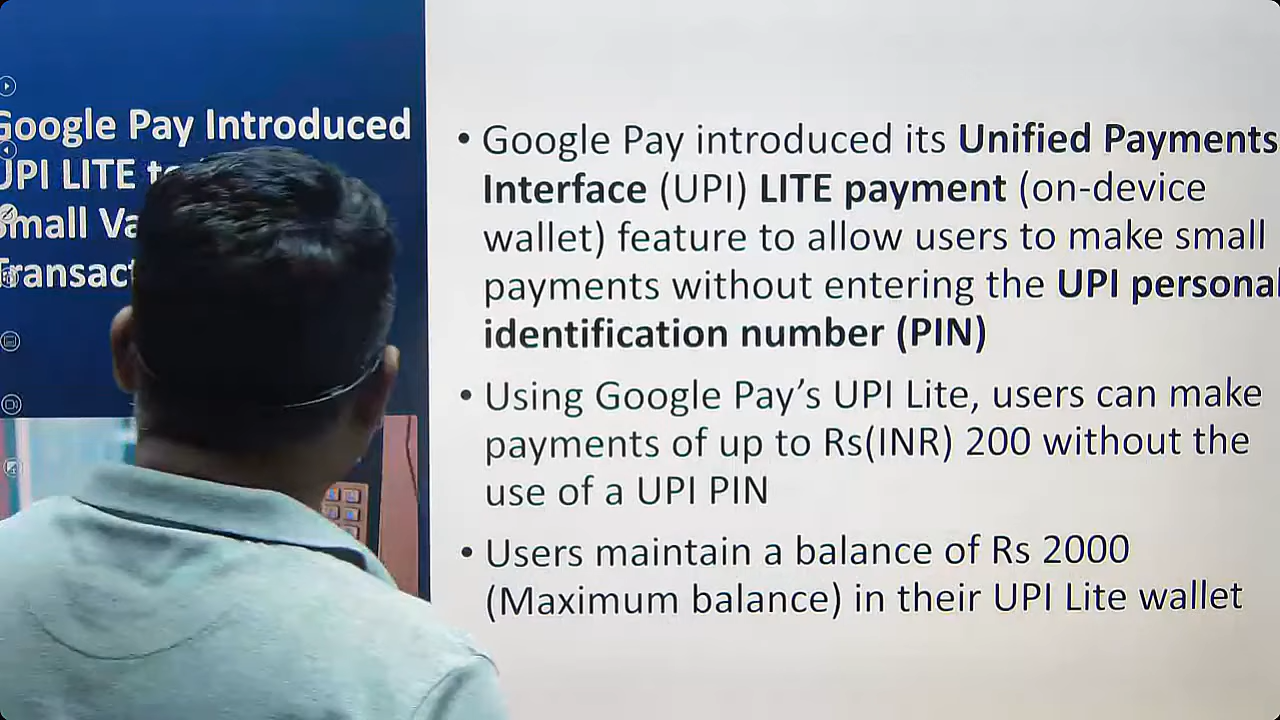 Google Pay Introduced
UPI LITE
Small
Transact
• Google Pay introduced its Unified Payments
Interface (UPI) LITE payment (on-device
wallet) feature to allow users to make small
payments without entering the UPI personal
identification number (PIN)
• Using Google Pay’s UPI Lite, users can make
payments of up to Rs(INR) 200 without the
use of a UPI PIN
• Users maintain a balance of Rs 2000
(Maximum balance) in their UPI Lite wallet